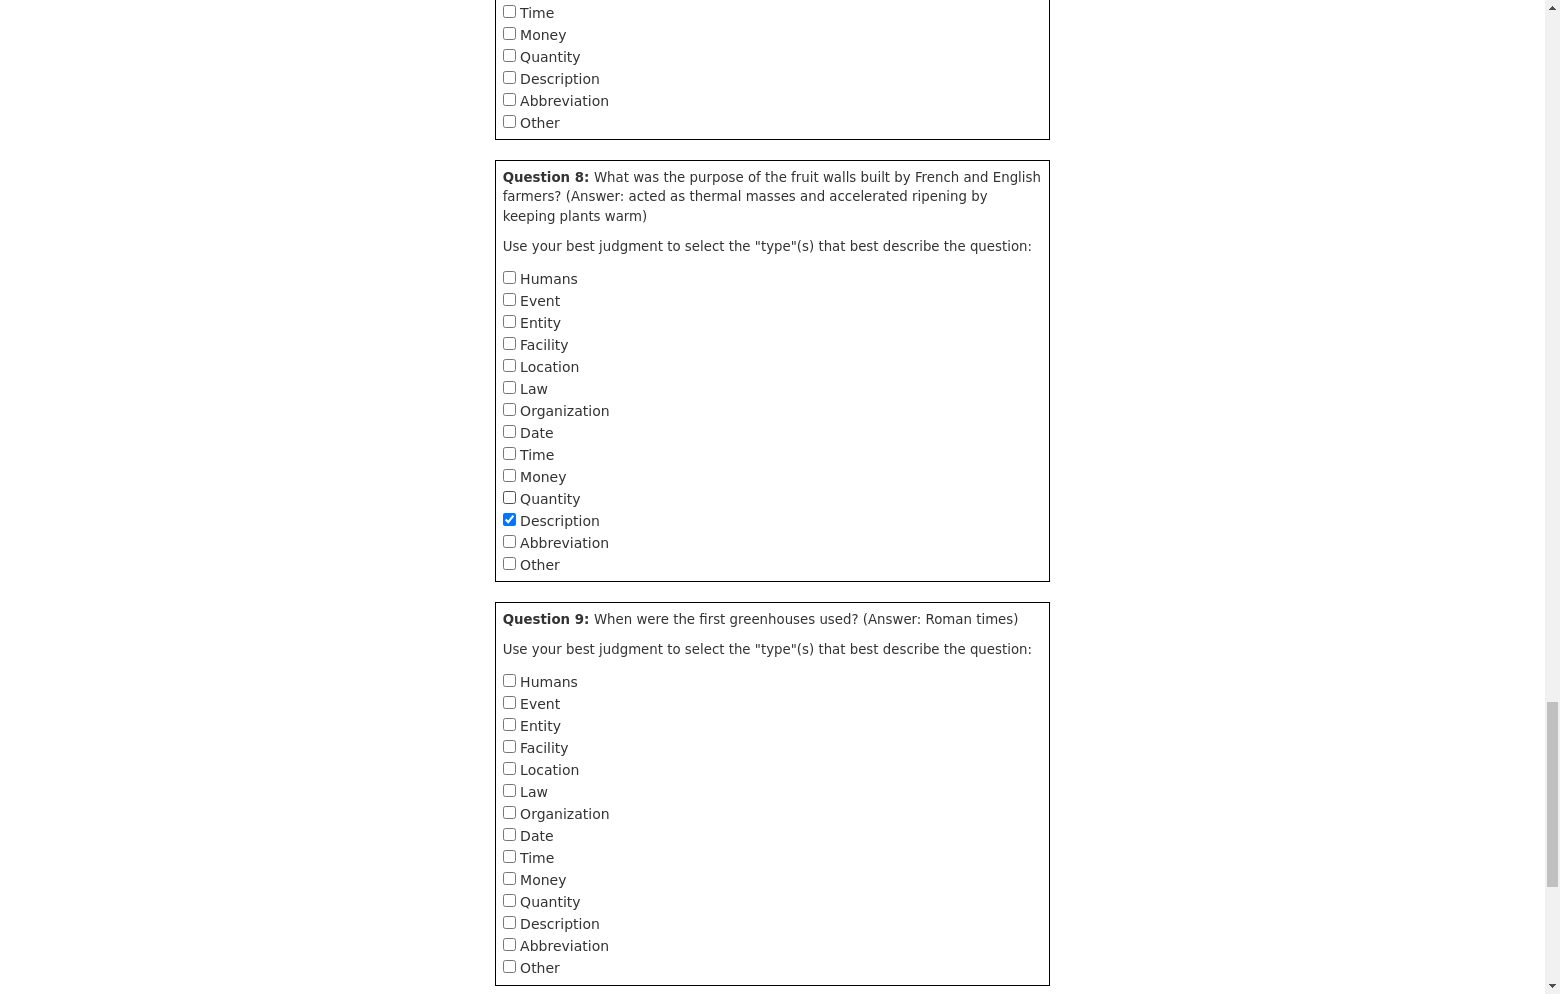 Time
Money
Quantity
Description
Abbreviation
Other
Question 8: What was the purpose of the fruit walls built by French and English
farmers? (Answer: acted as thermal masses and accelerated ripening by
keeping plants warm)
Use your best judgment to select the "type"(s) that best describe the question:
Humans
Event
Entity
Facility
Location
Law
Organization
Date
Time
Money
Quantity
Description
Abbreviation
Other
Question 9: When were the first greenhouses used? (Answer: Roman times)
Use your best judgment to select the "type"(s) that best describe the question:
Humans
Event
Entity
Facility
Location
Law
Organization
Date
Time
Money
Quantity
Description
Abbreviation
Other